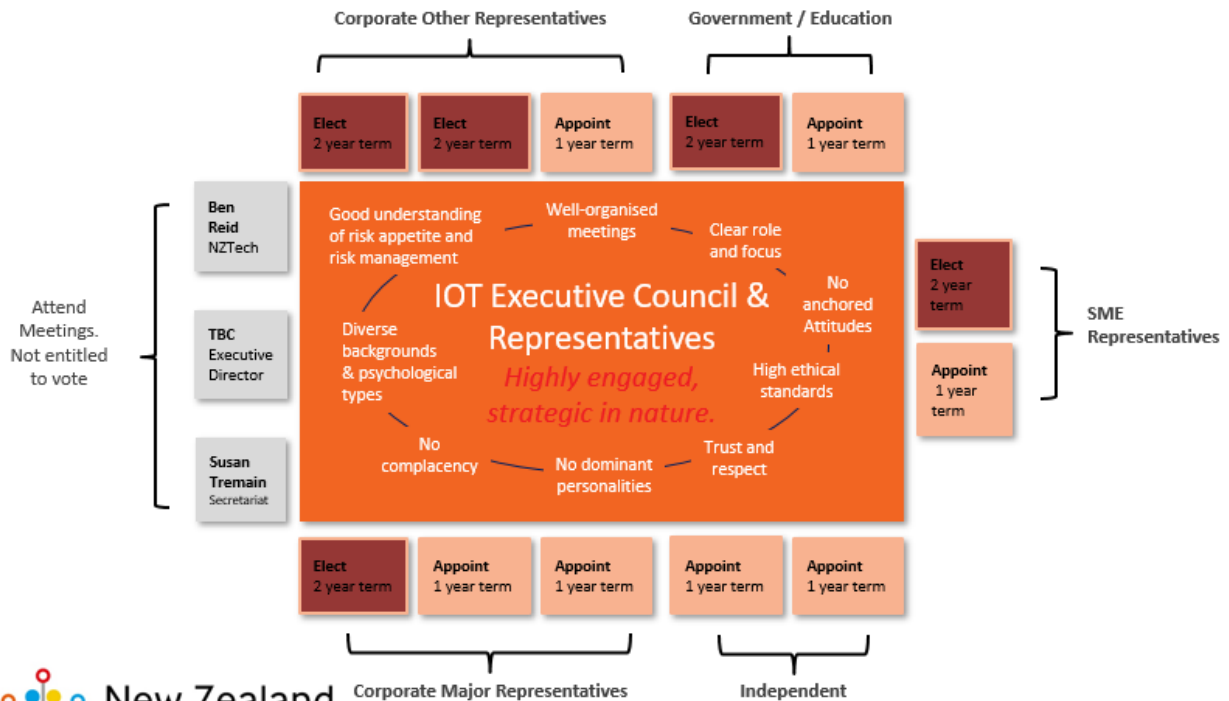 Corporate Other Representatives
Government / Education
Elect
2 year term
Elect
2 year term
Appoint
1 year term
Elect
2 year term
Appoint
1 year term
Attend
Meetings.
Not entitled
to vote
Ben
Reid
NZTech
TBC
Executive
Director
Susan
Tremain
Secretariat
Good understanding
of risk appetite and
risk management
Well-organised
meetings
Clear role
and focus
No
anchored
Attitudes
High ethical
standards
Trust and
respect
No dominant
personalities
No
complacency
Diverse
backgrounds
& psychological
types
IOT Executive Council &
Representatives
Highly engaged,
strategic in nature.
Elect
2 year
term
Appoint
1 year
term
SME
Representatives
Elect
2 year term
Appoint
1 year term
Appoint
1 year term
Appoint
1 year term
Appoint
1 year term
Corporate Major Representatives
Independent
New Zealand